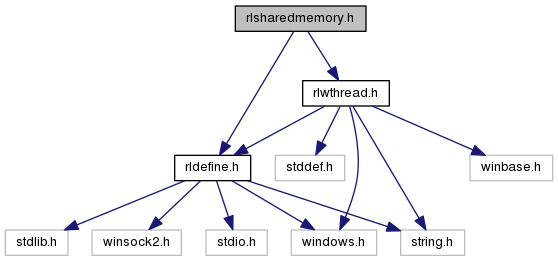 rlsharedmemory.h
rlwthread.h
rldefine.h
stddef.h
winbase.h
stdlib.h
winsock2.h
stdio.h
windows.h
string.h